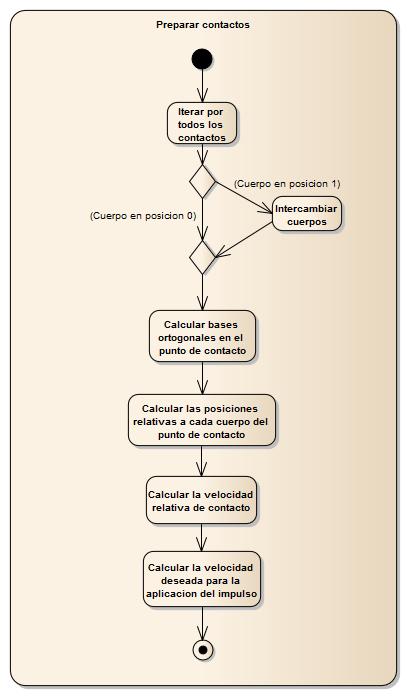 Preparar contactos
Iterar por
todos los
contactos
(Cuerpo en posicion 1)
Intercambiar
cuerpos
(Cuerpo en posicion 0)
Calcular bases
ortogonales en el
punto de contacto
Calcular las posiciones
relativas a cada cuerpo del
punto de contacto
Calcular la velocidad
relativa de contacto
Calcular la velocidad
deseada para la
aplicacion del impulso